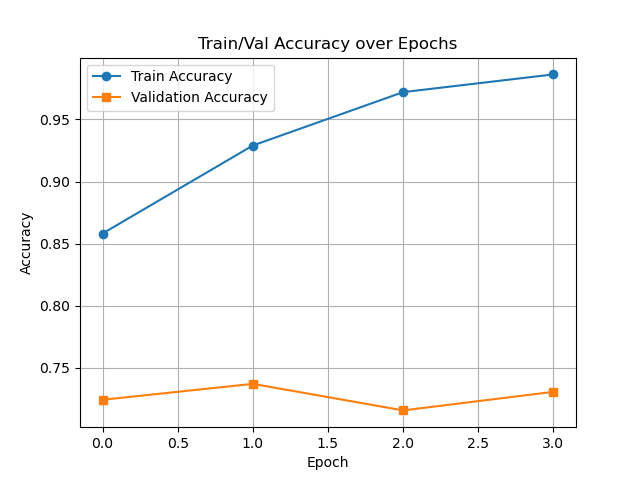 Train/Val Accuracy over Epochs
Train Accuracy
Validation Accuracy
0.95
0.90
0.85
0.80
0.75
Accuracy
0.0 0.5 1.0 1.5 2.0 2.5 3.0
Epoch